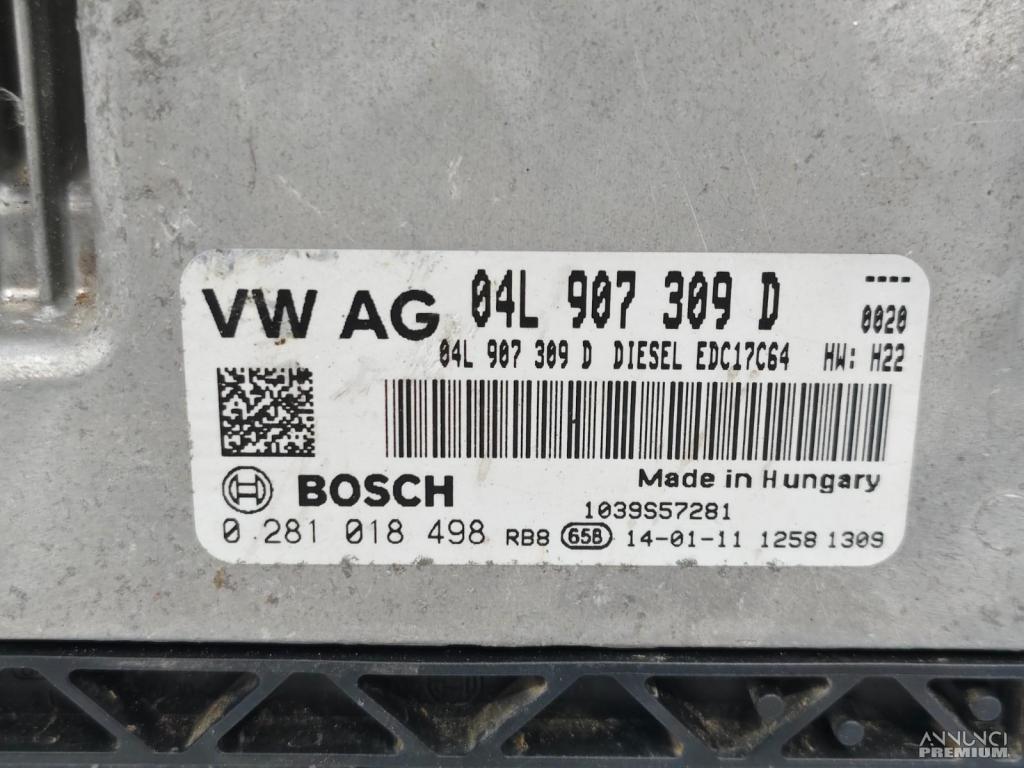 VW AG 04L 907 309 D ----
0020
04L 907 309 D DIESEL EDC17C64 HW: H22
BOSCH Made in Hungary
1039S57281
0 281 018 498 RB8 658 14-01-11 1258 1309
ANNUNCI
PREMIUM